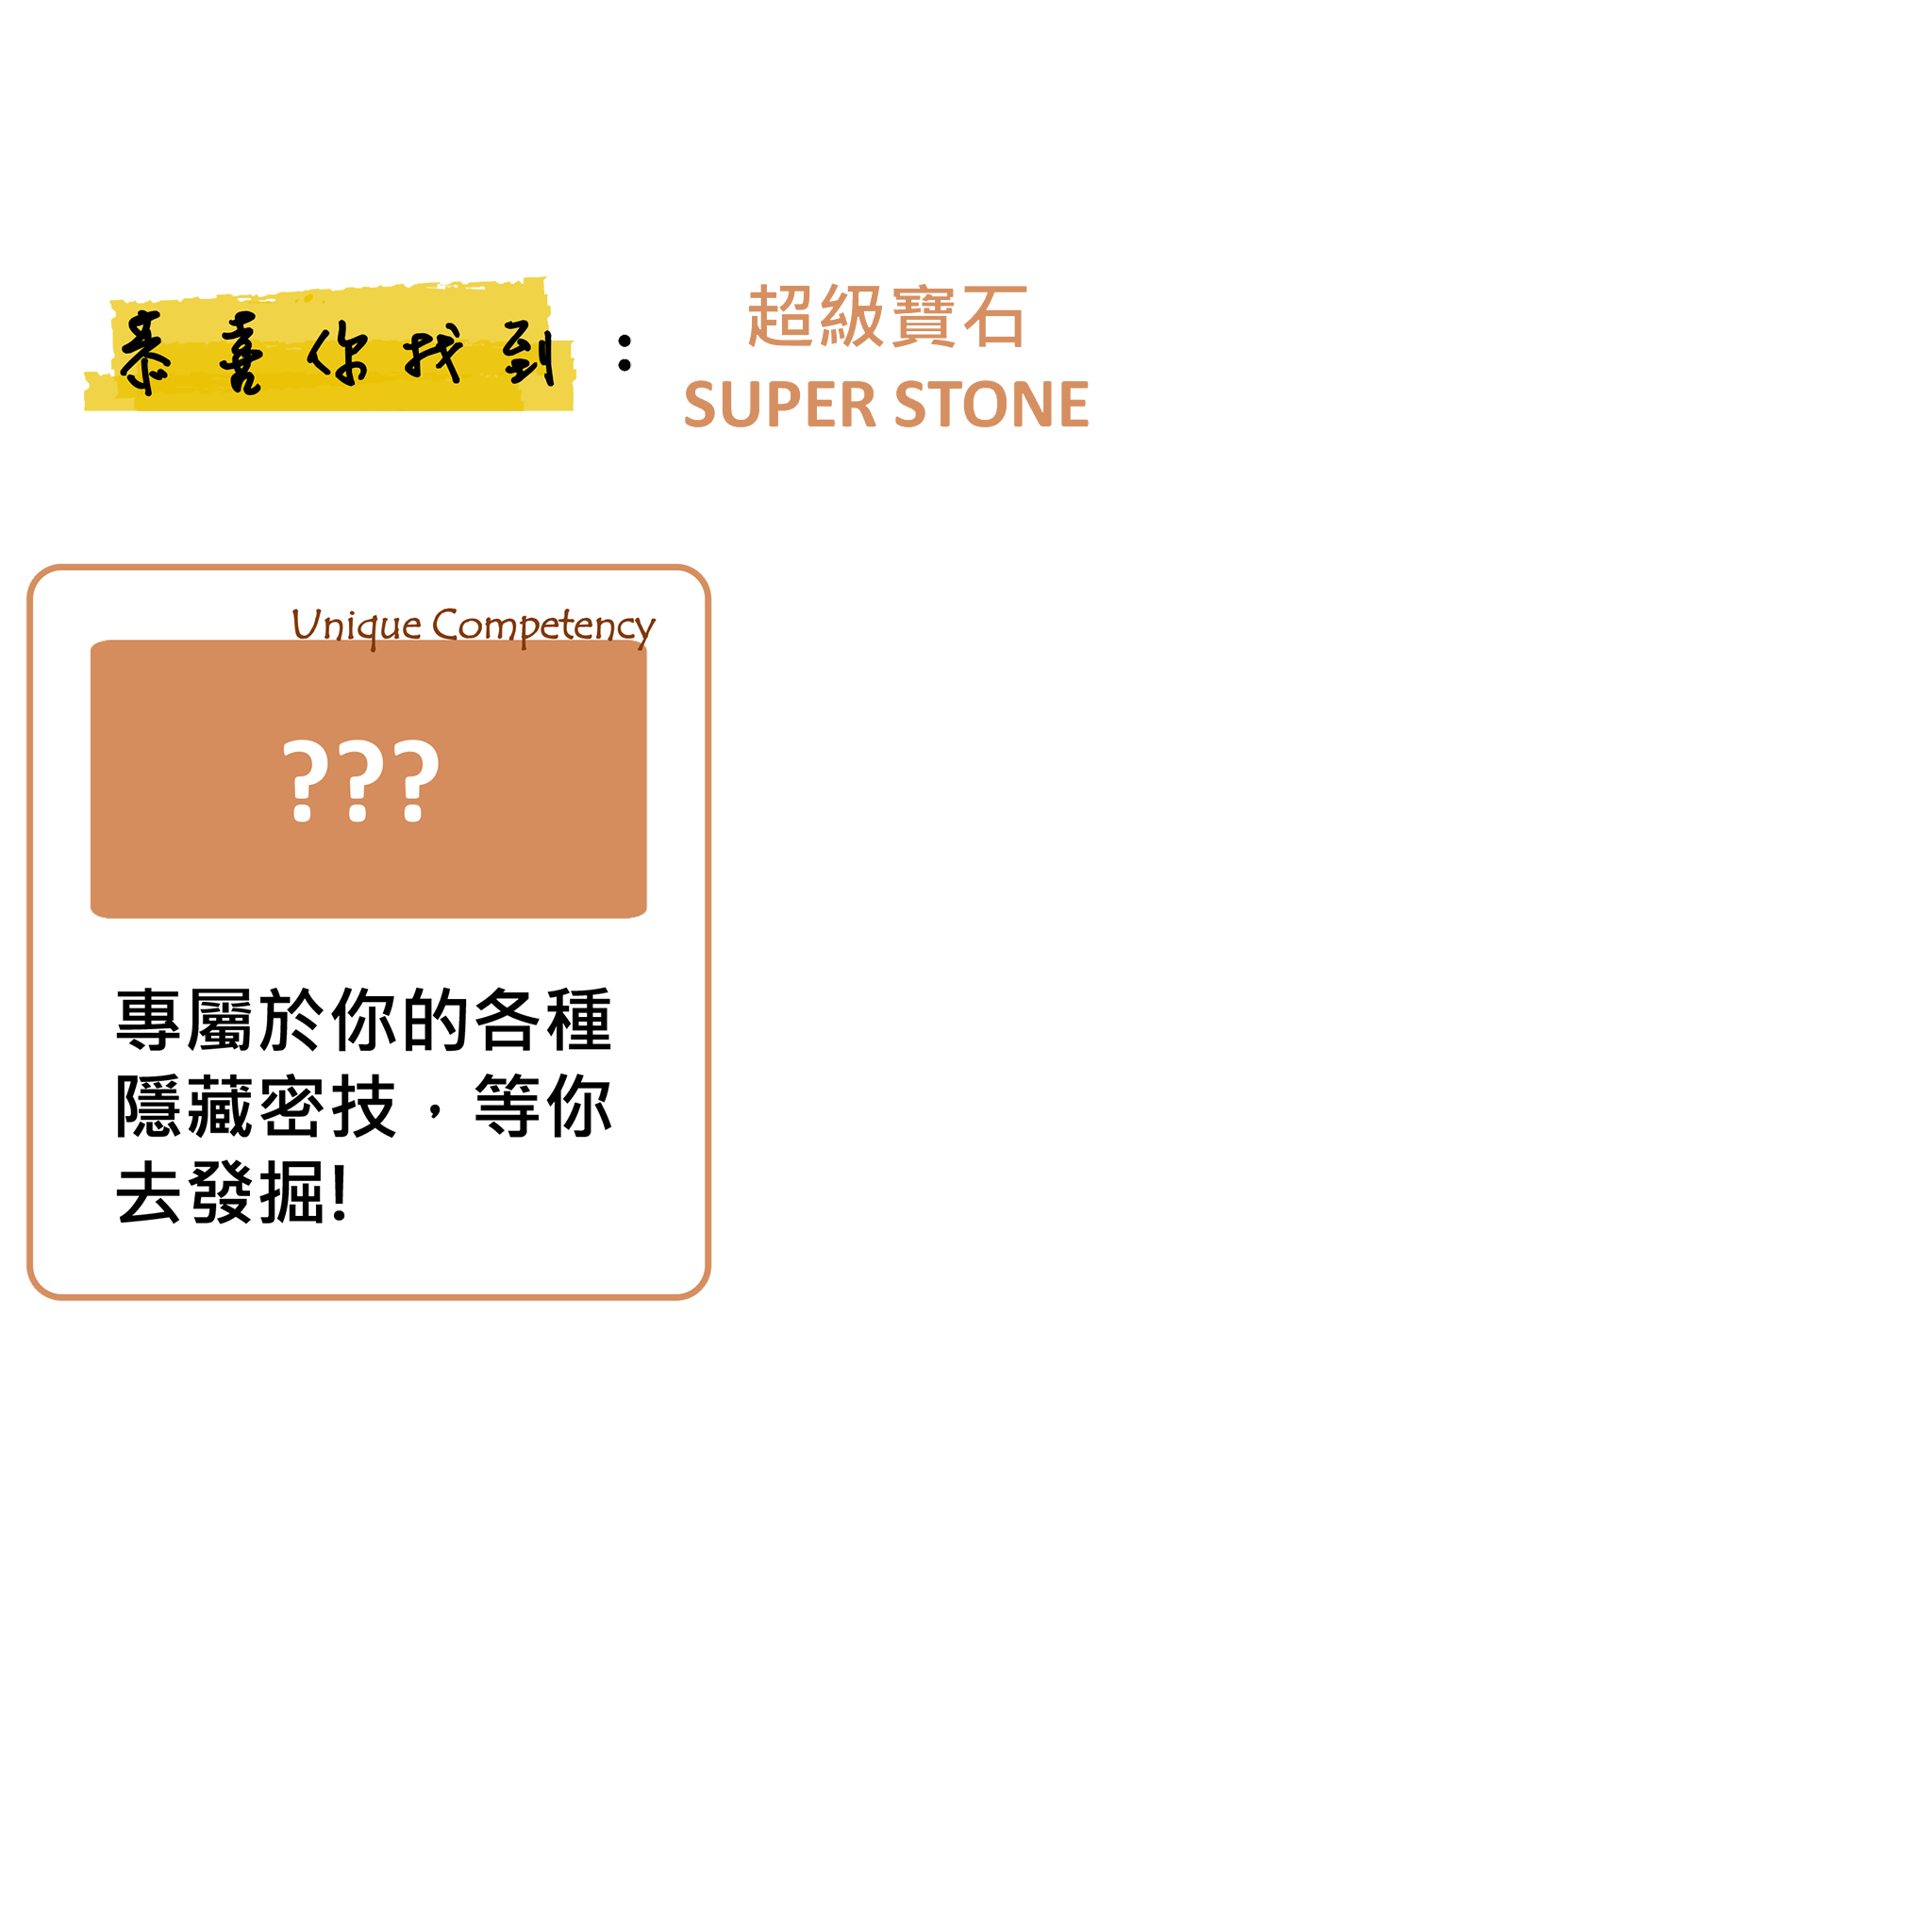 恭喜你找到：
超級寶石
SUPER STONE
Unique Competency
???
專屬於你的各種
隱藏密技，等你
去發掘!